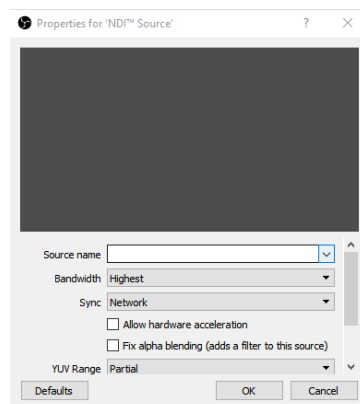 Properties for 'NDI™ Source'
Source name
Bandwidth Highest
Sync Network
Allow hardware acceleration
Fix alpha blending (adds a filter to this source)
YUV Range Partial
Defaults OK Cancel